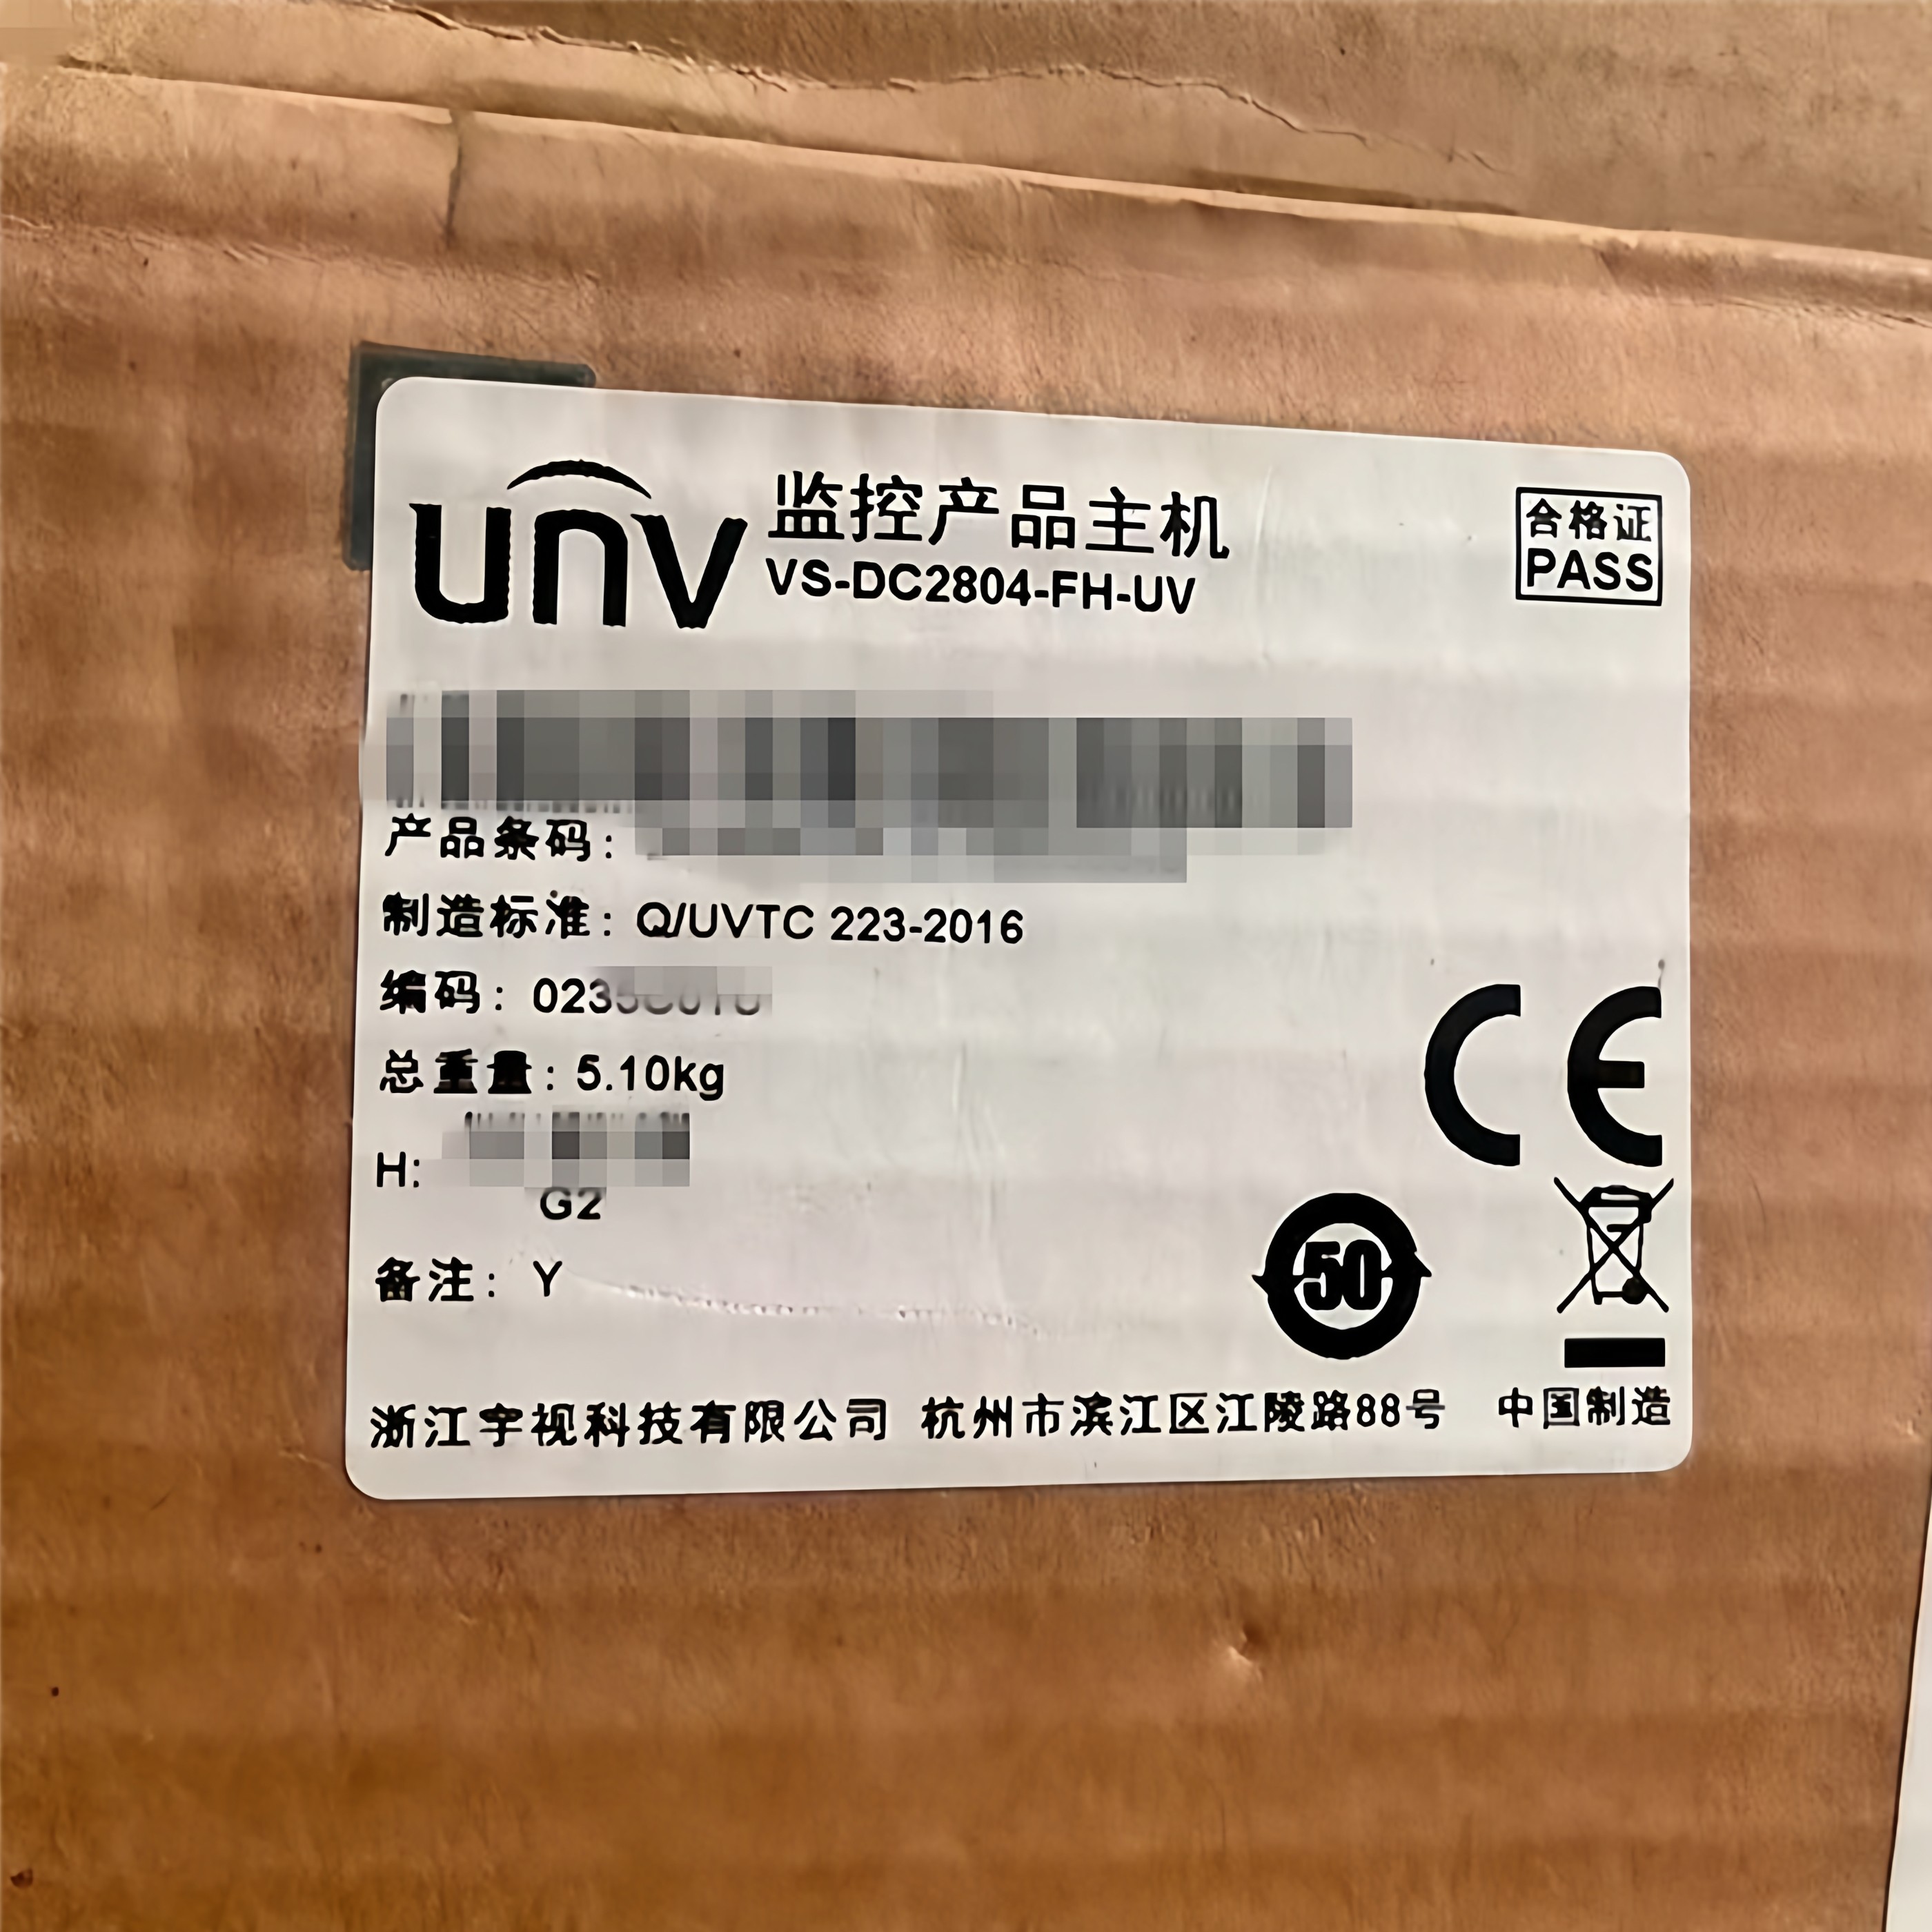 unv
监控产品主机
VS-DC2804-FH-UV
合格证
PASS
产品条码:
制造标准: Q/UVTC 223-2016
编码: 023
总重量: 5.10kg
H:
G2
备注: Y
CE
50
浙江宇视科技有限公司 杭州市滨江区江陵路88号 中国制造